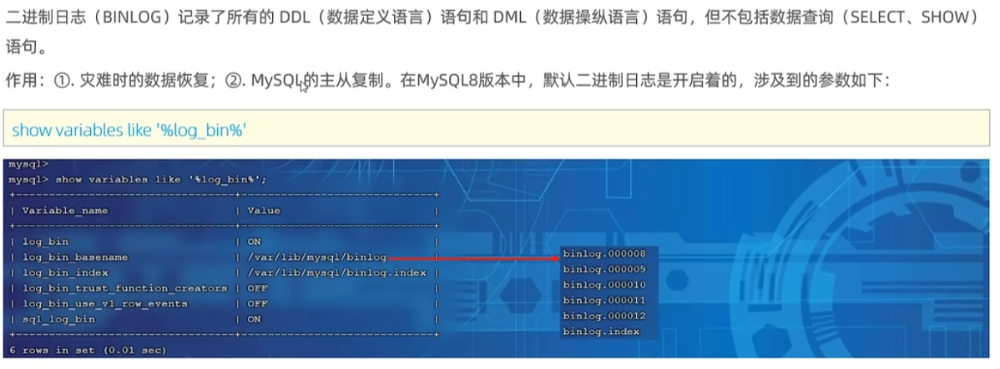 二进制日志（BINLOG）记录了所有的 DDL（数据定义语言）语句和 DML（数据操纵语言）语句，但不包括数据查询（SELECT、SHOW）
语句。
作用：①. 灾难时的数据恢复；②. MySQL的主从复制。在MySQL8版本中，默认二进制日志是开启着的，涉及到的参数如下：
show variables like '%log_bin%'
mysql>
mysql> show variables like '%log_bin%';
+--------------------------------+----------------------------+
| Variable_name | Value |
+--------------------------------+----------------------------+
| log_bin | ON |
| log_bin_basename | /var/lib/mysql/binlog |
| log_bin_index | /var/lib/mysql/binlog.index |
| log_bin_trust_function_creators | OFF |
| log_bin_use_v1_row_events | OFF |
| sql_log_bin | ON |
+--------------------------------+----------------------------+
6 rows in set (0.01 sec)
binlog.000008
binlog.000009
binlog.000010
binlog.000011
binlog.000012
binlog.index